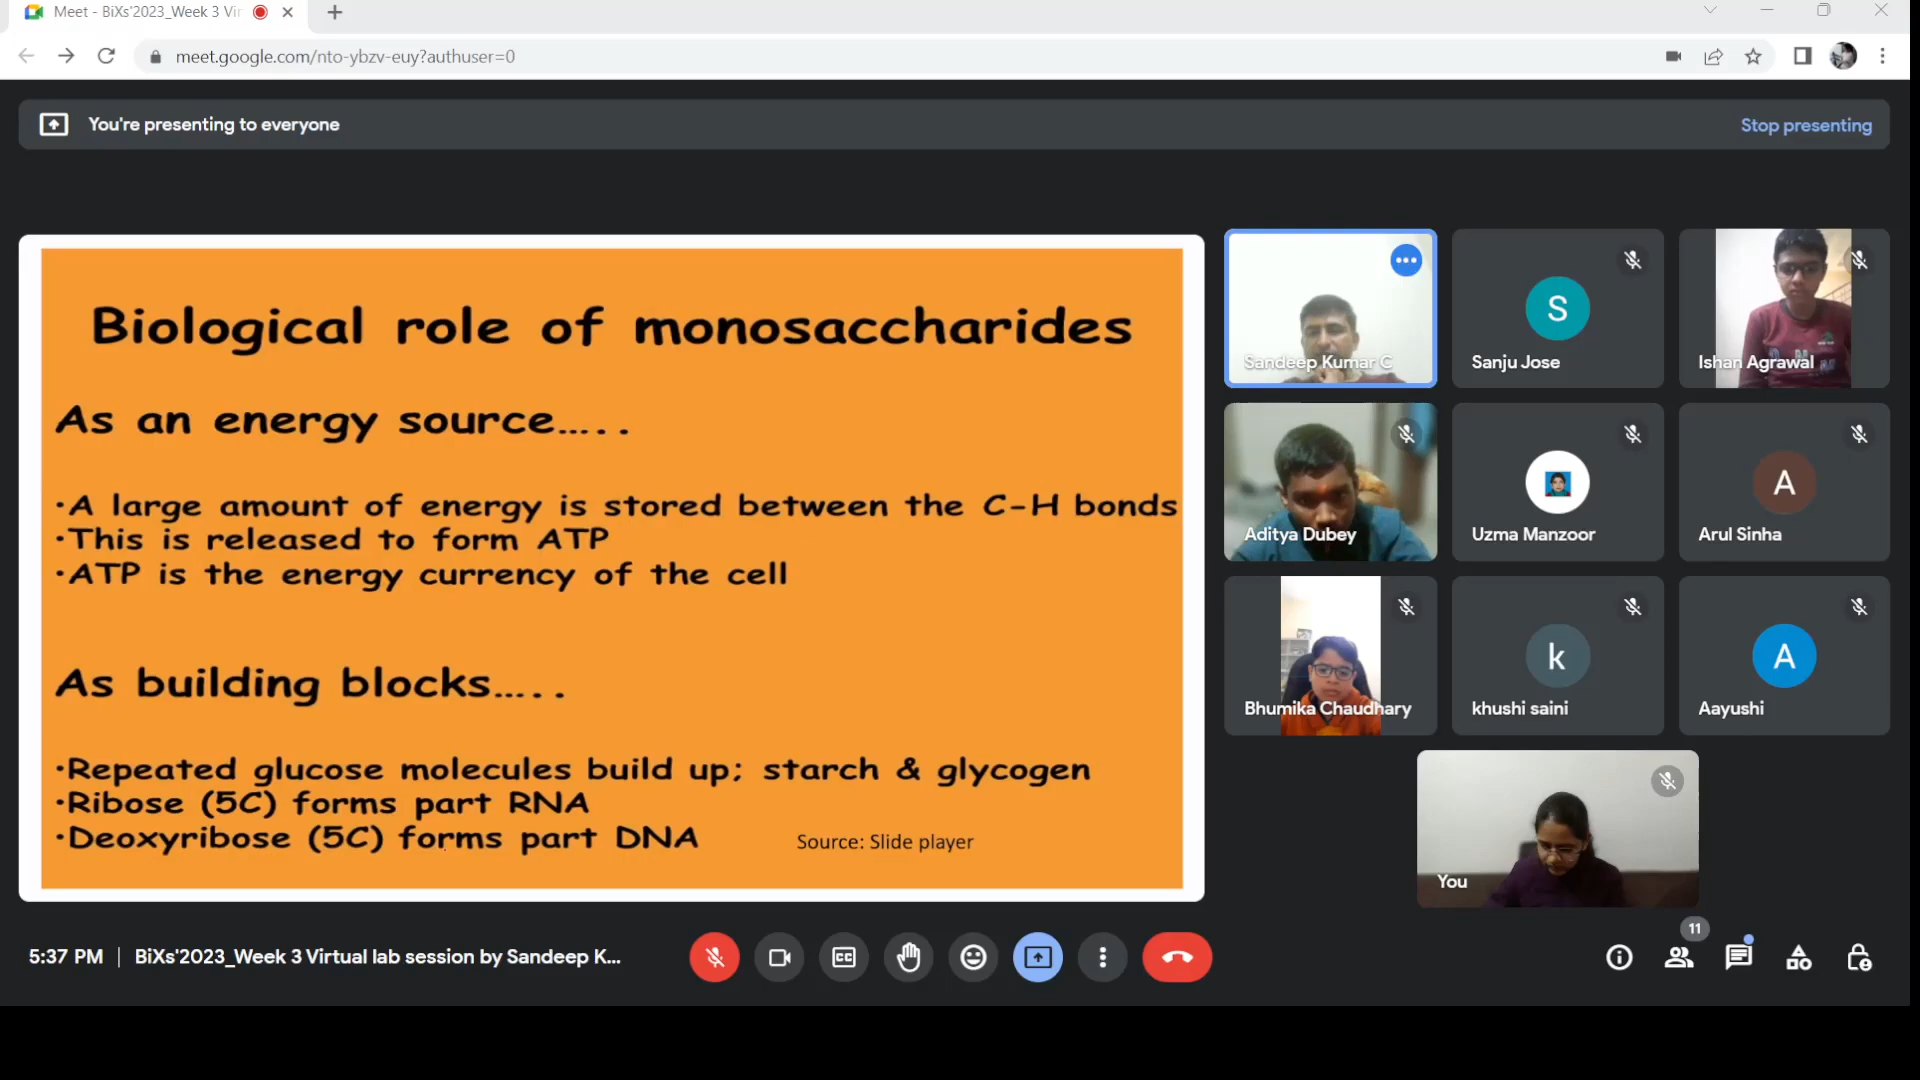 Meet - BiXs'2023_Week 3 Vir
meet.google.com/nto-ybzv-euy?authuser=0
You're presenting to everyone
Stop presenting
Biological role of monosaccharides
As an energy source.....
•A large amount of energy is stored between the C-H bonds
•This is released to form ATP
•ATP is the energy currency of the cell
As building blocks.....
•Repeated glucose molecules build up; starch & glycogen
•Ribose (5C) forms part RNA
•Deoxyribose (5C) forms part DNA
Source: Slide player
Sandeep Kumar C
S
Sanju Jose
Ishan Agrawal
Aditya Dubey
Uzma Manzoor
A
Arul Sinha
Bhumika Chaudhary
k
khushi saini
A
Aayushi
You
5:37 PM | BiXs'2023_Week 3 Virtual lab session by Sandeep K...
CC
11